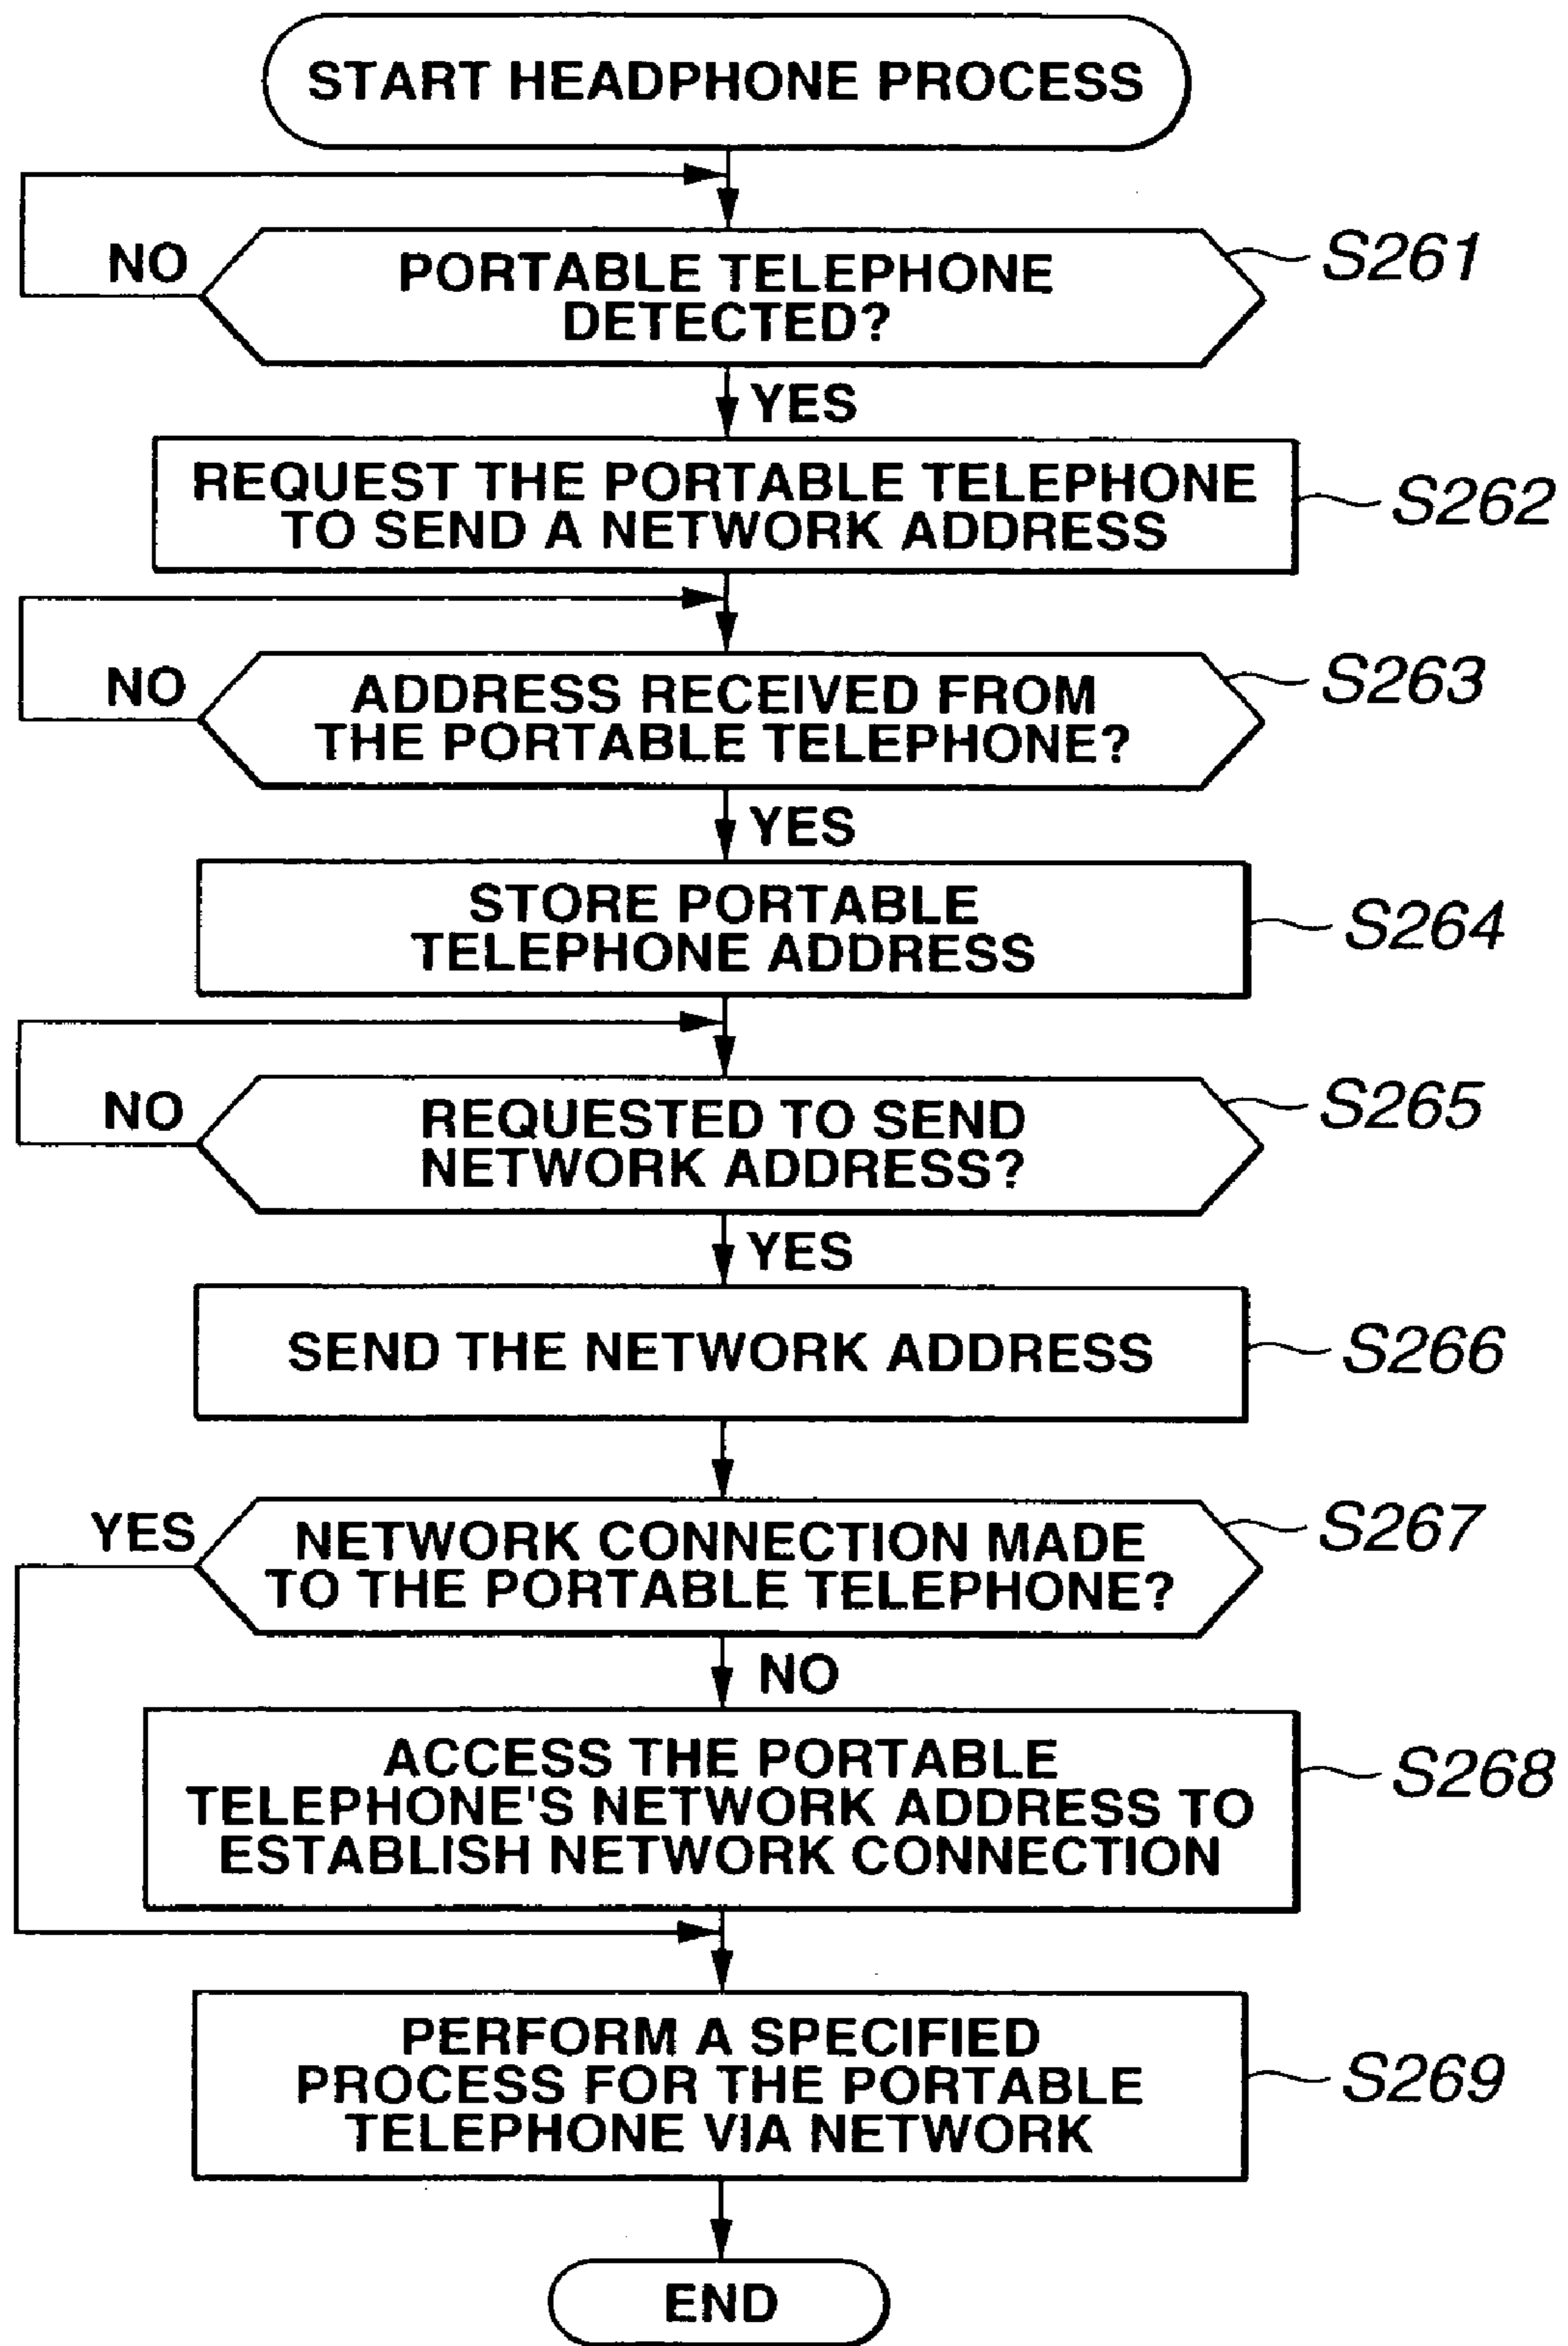 START HEADPHONE PROCESS
NO
PORTABLE TELEPHONE
DETECTED?
S261
YES
REQUEST THE PORTABLE TELEPHONE
TO SEND A NETWORK ADDRESS
S262
NO
ADDRESS RECEIVED FROM
THE PORTABLE TELEPHONE?
S263
YES
STORE PORTABLE
TELEPHONE ADDRESS
S264
NO
REQUESTED TO SEND
NETWORK ADDRESS?
S265
YES
SEND THE NETWORK ADDRESS
S266
YES
NETWORK CONNECTION MADE
TO THE PORTABLE TELEPHONE?
S267
NO
ACCESS THE PORTABLE
TELEPHONE'S NETWORK ADDRESS TO
ESTABLISH NETWORK CONNECTION
S268
PERFORM A SPECIFIED
PROCESS FOR THE PORTABLE
TELEPHONE VIA NETWORK
S269
END